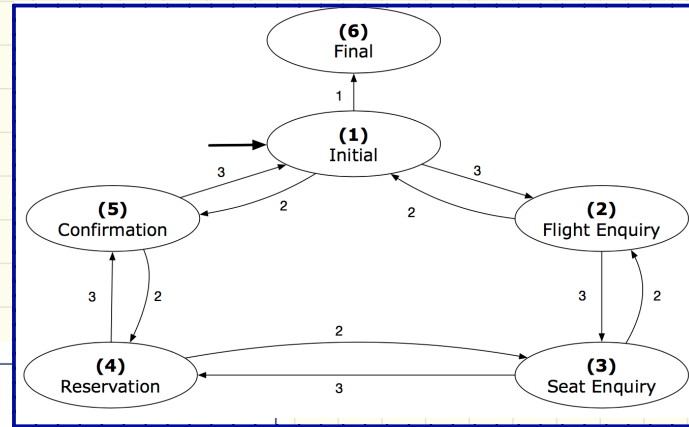 (6)
Final
1
(1)
Initial
3
3
2
2
(5)
Confirmation
(2)
Flight Enquiry
3
2
3
2
2
(4)
Reservation
(3)
Seat Enquiry
3